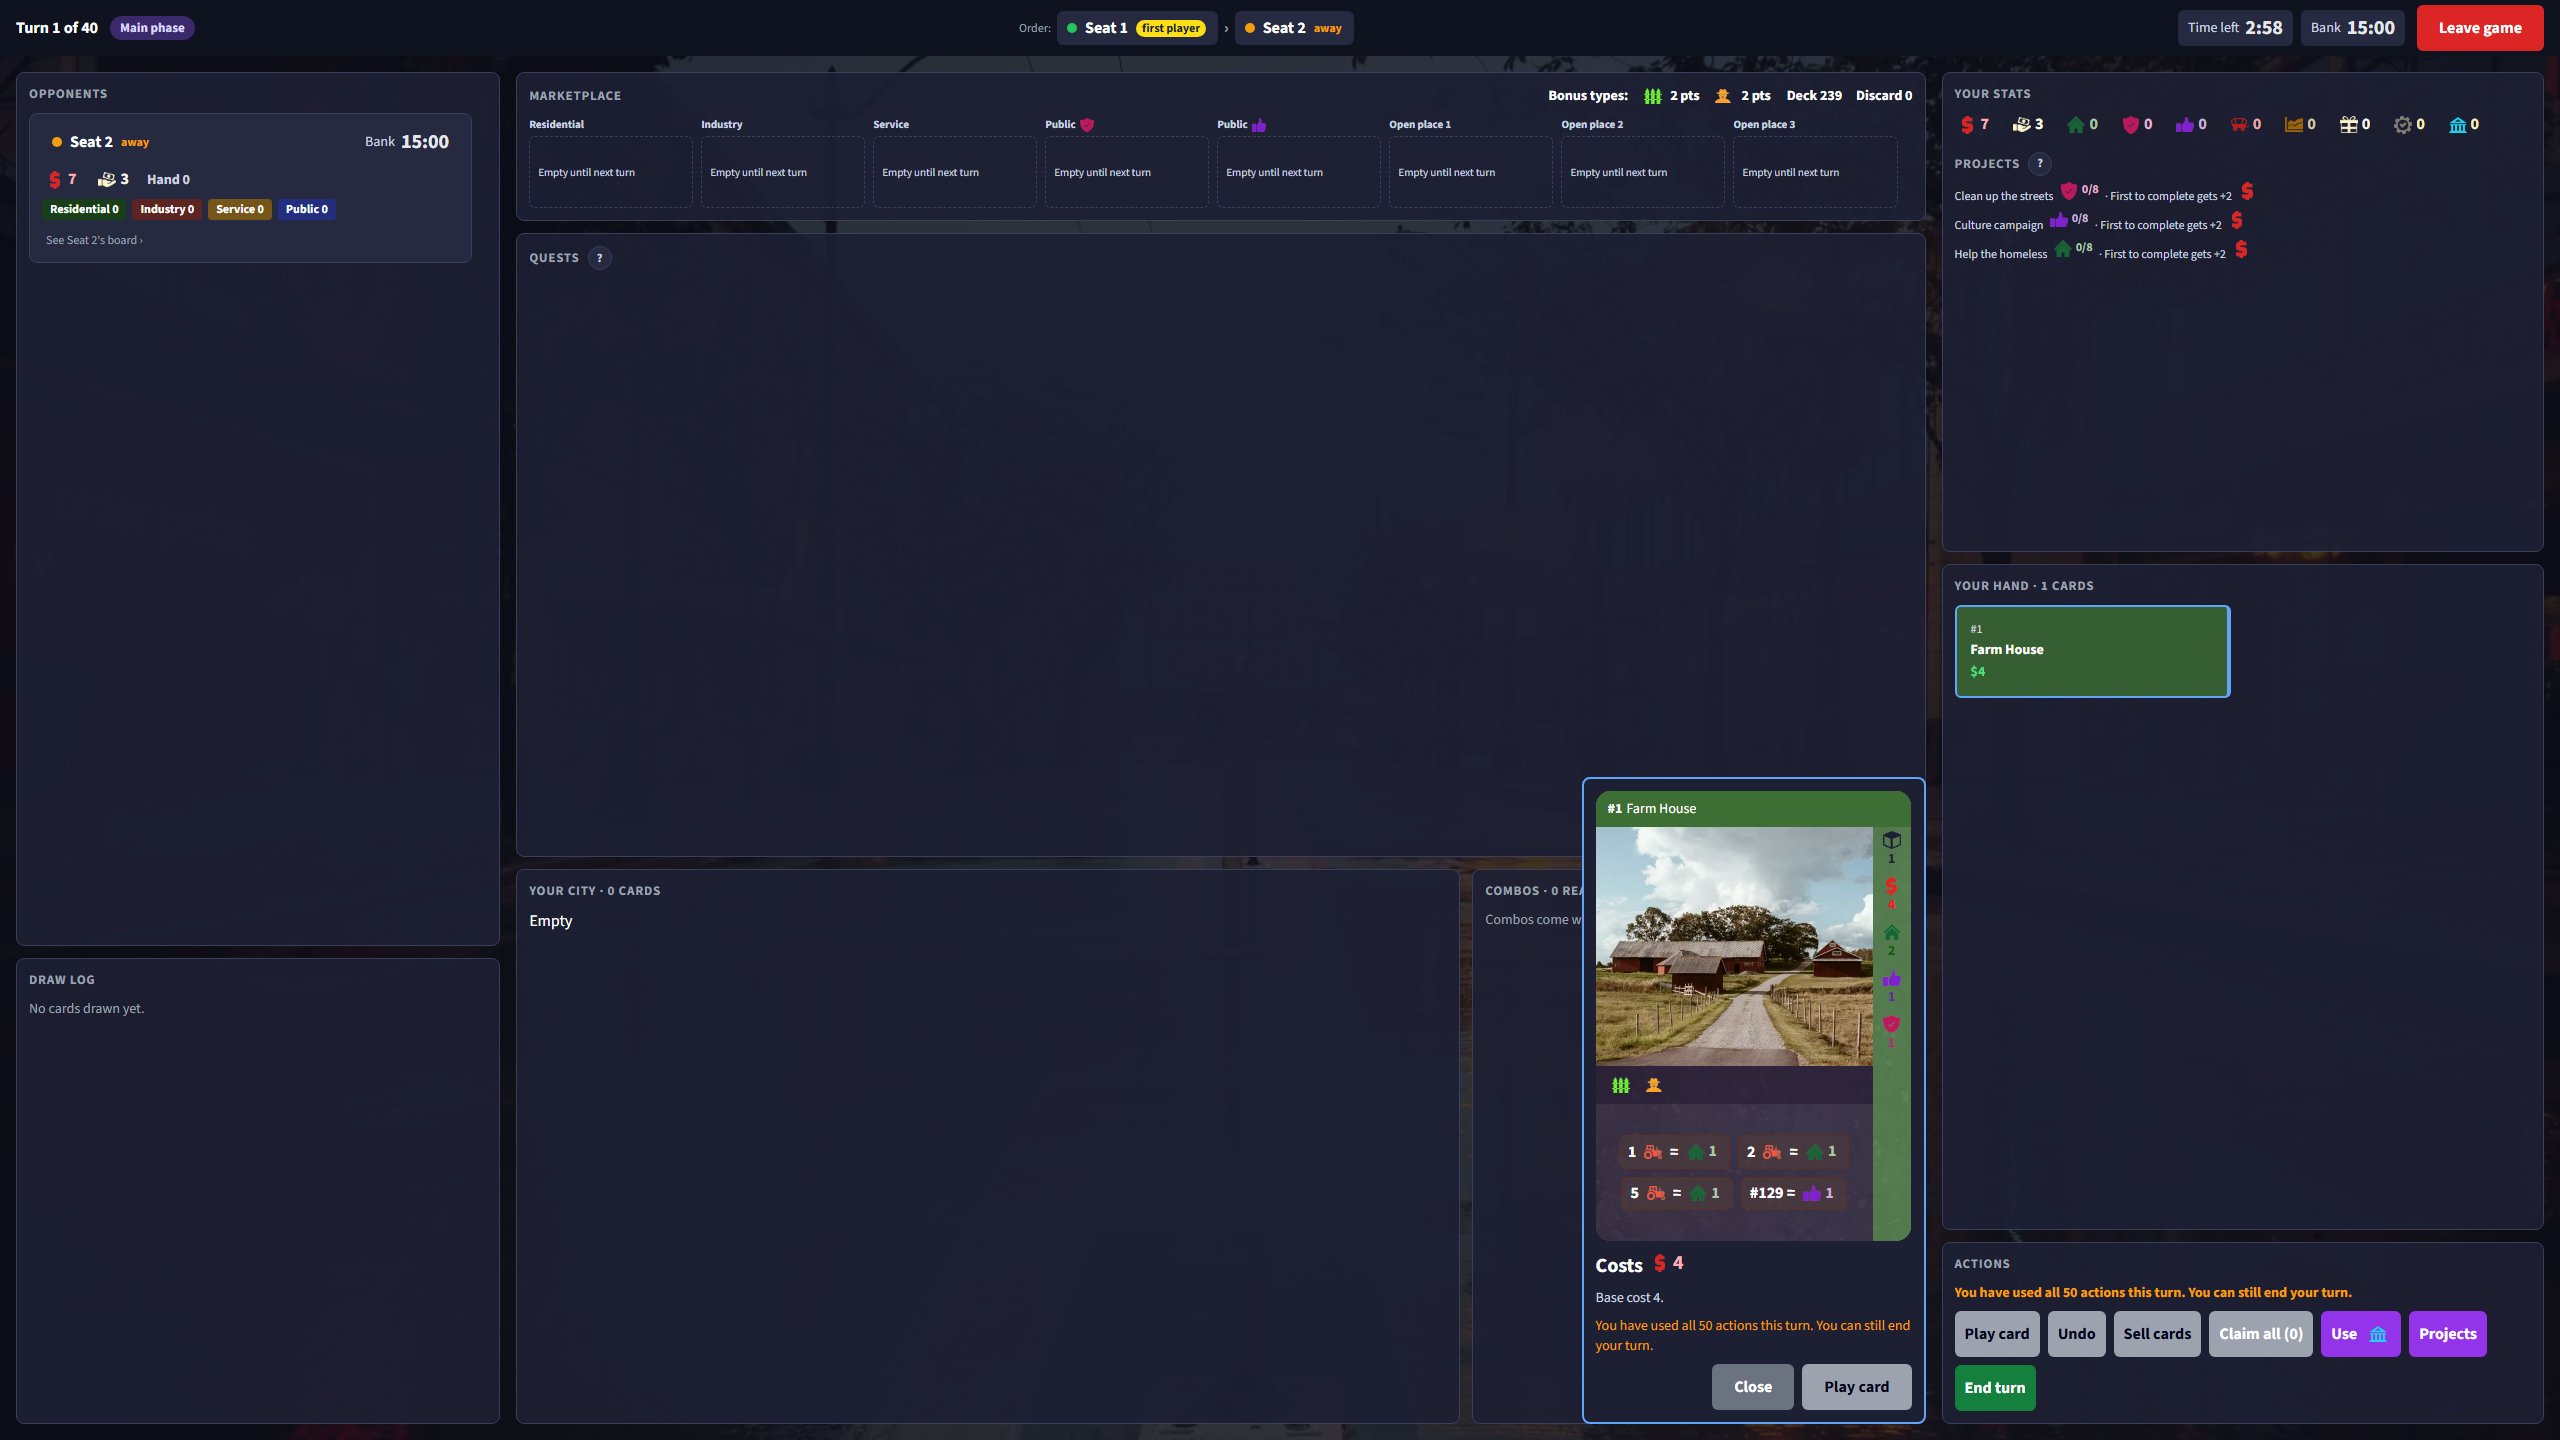 Turn 1 of 40 Main phase
Order: Seat 1 first player › Seat 2 away
Time left 2:58 Bank 15:00 Leave game
OPPONENTS
Seat 2 away Bank 15:00
$ 7 3 Hand 0
Residential 0 Industry 0 Service 0 Public 0
See Seat 2's board ›
DRAW LOG
No cards drawn yet.
MARKETPLACE
Bonus types: 2 pts 2 pts Deck 239 Discard 0
Residential Industry Service Public Public Open place 1 Open place 2 Open place 3
Empty until next turn Empty until next turn Empty until next turn Empty until next turn Empty until next turn Empty until next turn Empty until next turn Empty until next turn
QUESTS ?
YOUR CITY · 0 CARDS
Empty
COMBOS · 0 REA
Combos come w
#1 Farm House
1
$
4
2
1
1
1 = 1 2 = 1
5 = 1 #129 = 1
Costs $ 4
Base cost 4.
You have used all 50 actions this turn. You can still end
your turn.
Close Play card
YOUR STATS
$ 7 3 0 0 0 0 0 0 0 0
PROJECTS ?
Clean up the streets 0/8 · First to complete gets +2 $
Culture campaign 0/8 · First to complete gets +2 $
Help the homeless 0/8 · First to complete gets +2 $
YOUR HAND · 1 CARDS
#1
Farm House
$4
ACTIONS
You have used all 50 actions this turn. You can still end your turn.
Play card Undo Sell cards Claim all (0) Use Projects
End turn